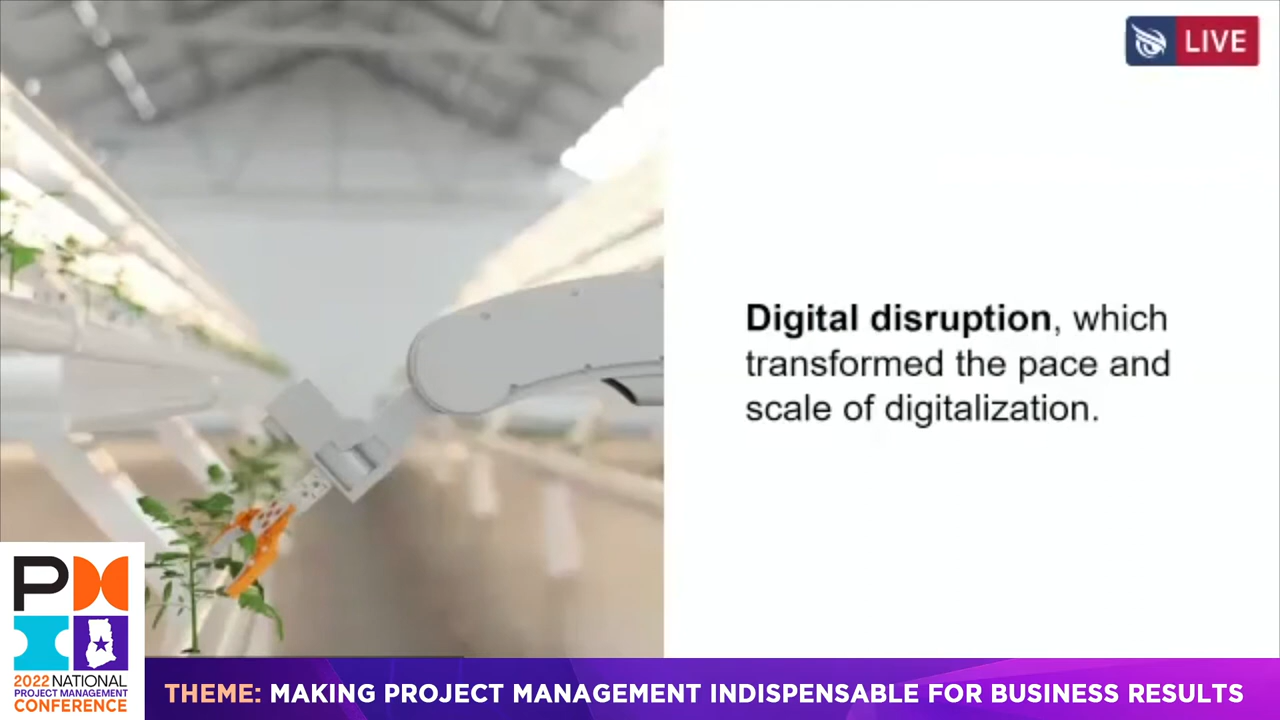 LIVE
Digital disruption, which
transformed the pace and
scale of digitalization.
PM
2022 NATIONAL
PROJECT MANAGEMENT
CONFERENCE
THEME: MAKING PROJECT MANAGEMENT INDISPENSABLE FOR BUSINESS RESULTS